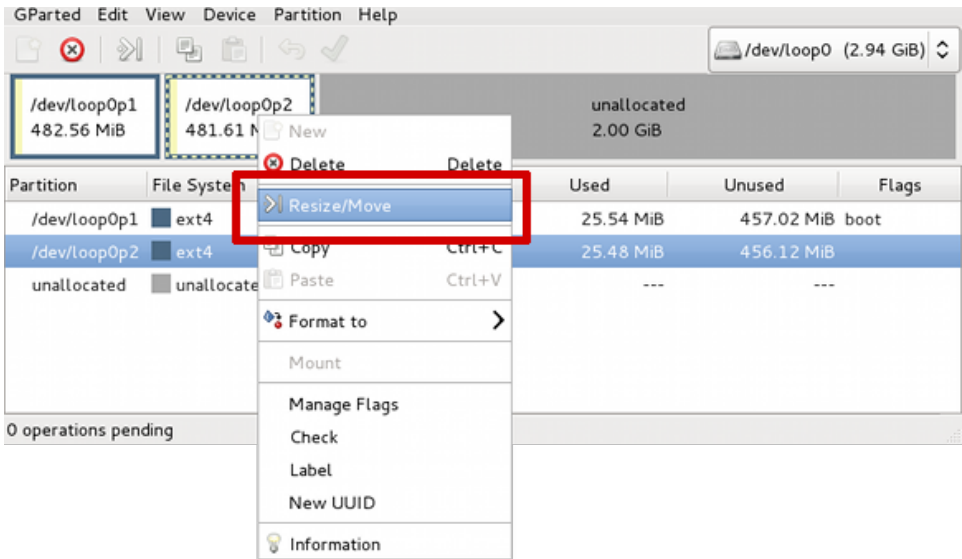 GParted Edit View Device Partition Help
/dev/loop0 (2.94 GiB)
/dev/loop0p1
482.56 MiB
/dev/loop0p2
481.61
unallocated
2.00 GiB
New
Delete Delete
Resize/Move
Copy Ctrl+C
Paste Ctrl+V
Format to
Mount
Manage Flags
Check
Label
New UUID
Information
Partition File System Used Unused Flags
/dev/loop0p1 ext4 25.54 MiB 457.02 MiB boot
/dev/loop0p2 ext4 25.48 MiB 456.12 MiB
unallocated unallocate --- ---
0 operations pending